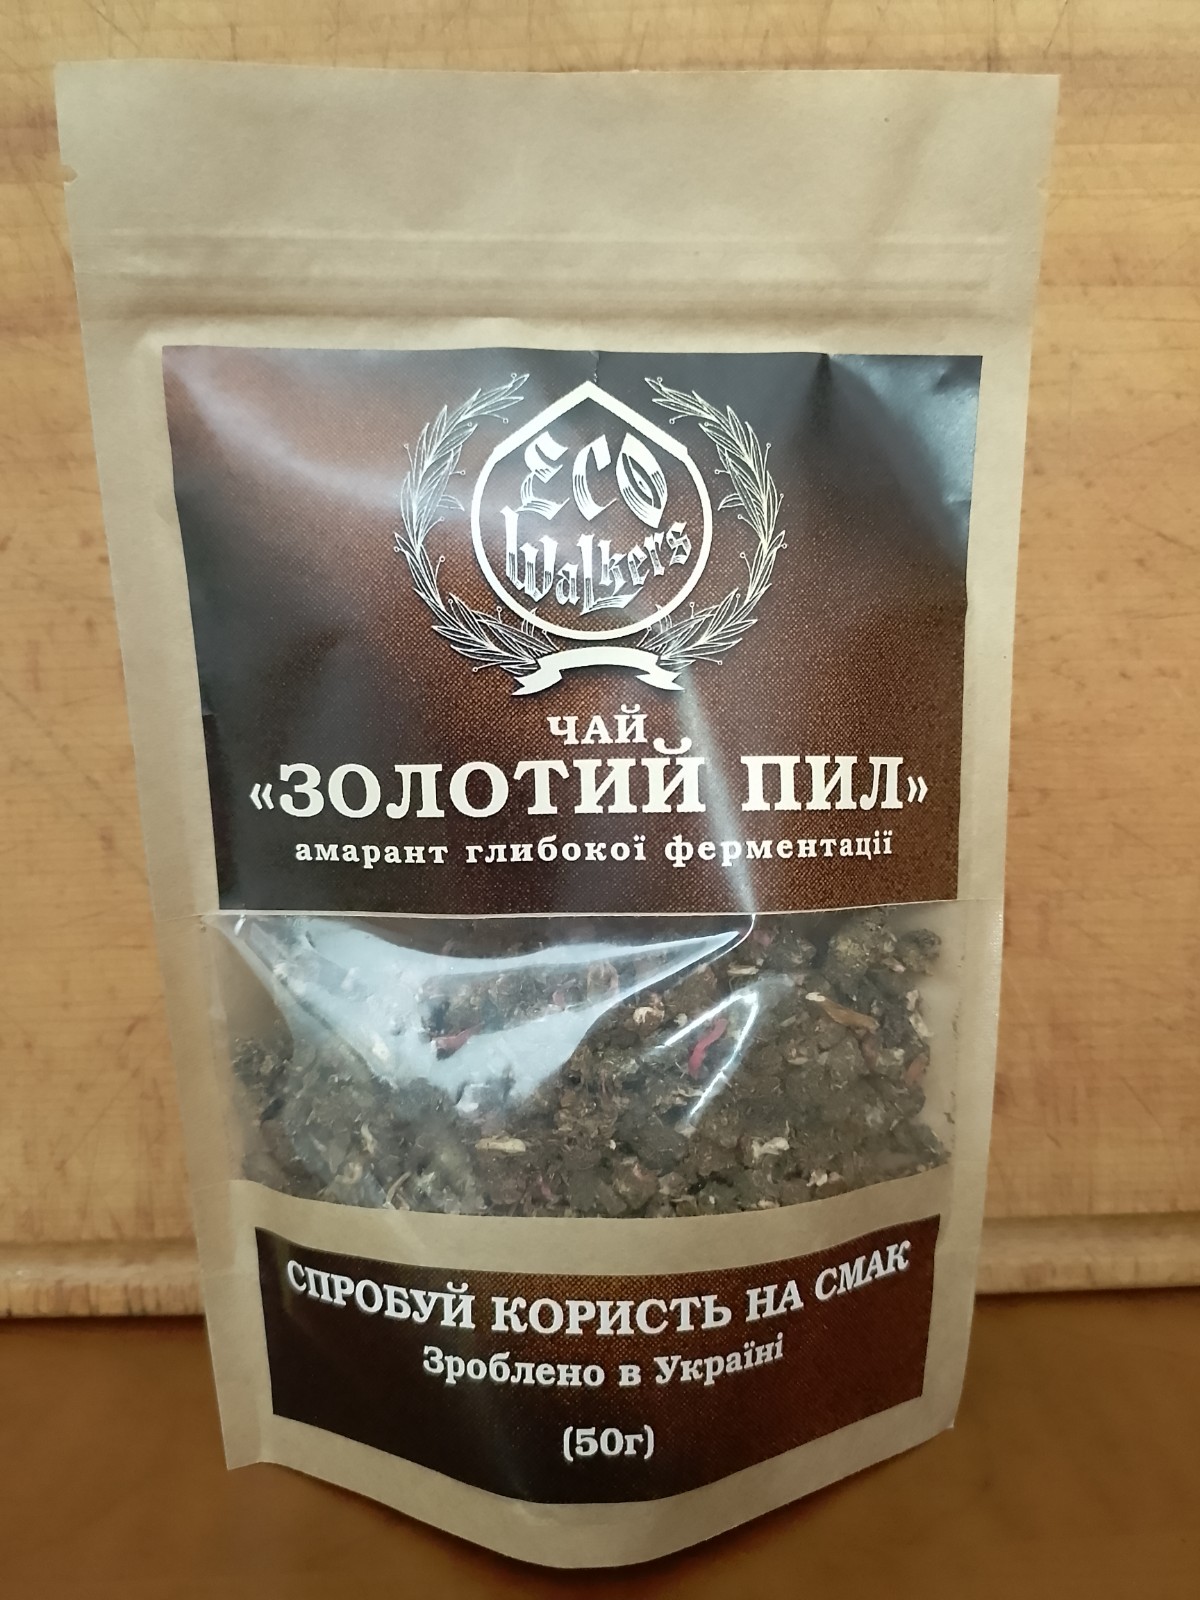 ECO
Walkers
ЧАЙ
«ЗОЛОТИЙ ПИЛ»
амарант глибокої ферментації
СПРОБУЙ КОРИСТЬ НА СМАК
Зроблено в Україні
(50г)